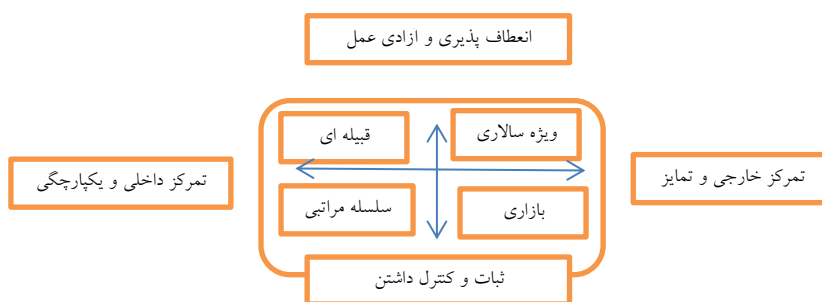 انعطاف پذیری و ازادی عمل
ویژه سالاری
قبیله ای
تمرکز خارجی و تمایز
تمرکز داخلی و یکپارچگی
بازاری
سلسله مراتبی
ثبات و کنترل داشتن